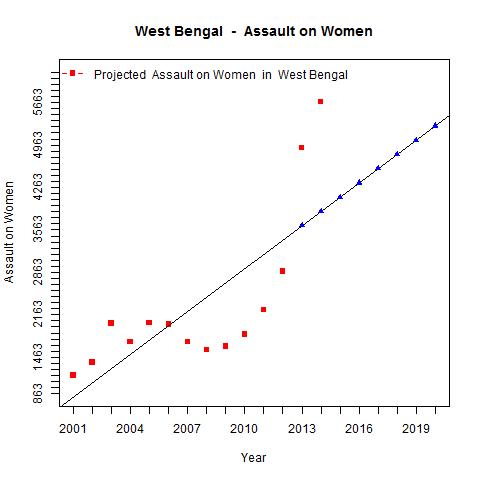 West Bengal - Assault on Women
Projected Assault on Women in West Bengal
Assault on Women
5663
4963
4263
3563
2863
2163
1463
863
2001 2004 2007 2010 2013 2016 2019
Year